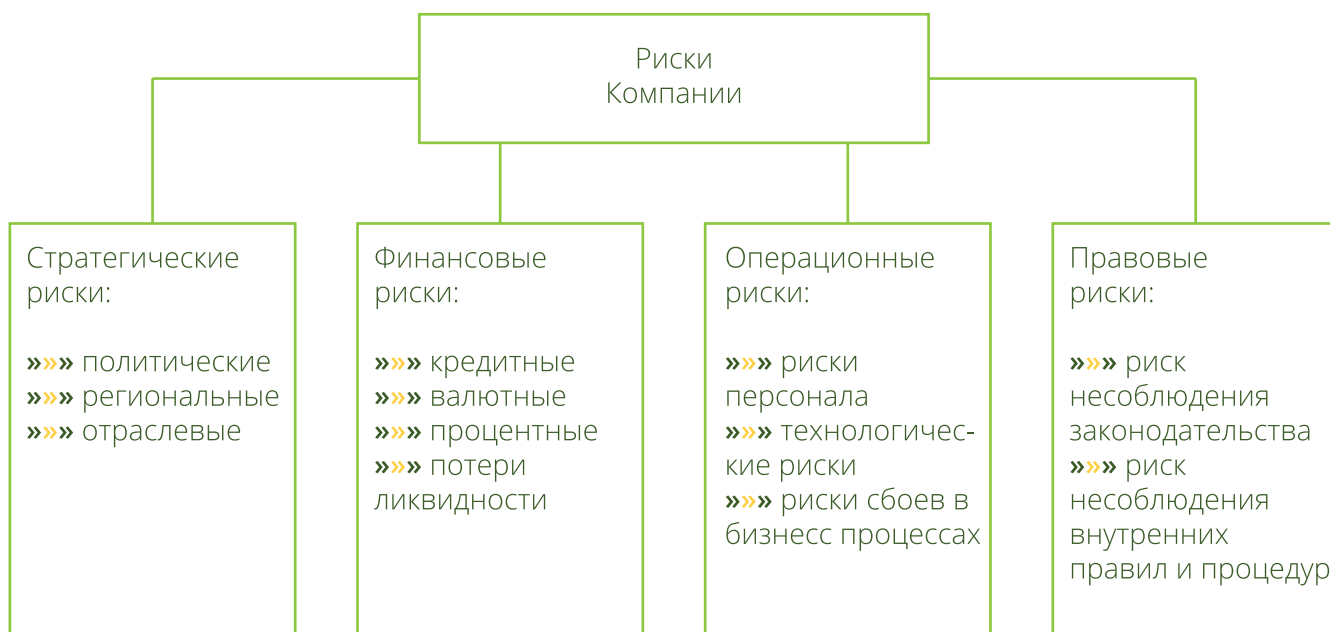 Риски
Компании
Стратегические
риски:
»»» политические
»»» региональные
»»» отраслевые
Финансовые
риски:
»»» кредитные
»»» валютные
»»» процентные
»»» потери
ликвидности
Операционные
риски:
»»» риски
персонала
»»» технологичес-
кие риски
»»» риски сбоев в
бизнесс процессах
Правовые
риски:
»»» риск
несоблюдения
законодательства
»»» риск
несоблюдения
внутренних
правил и процедур